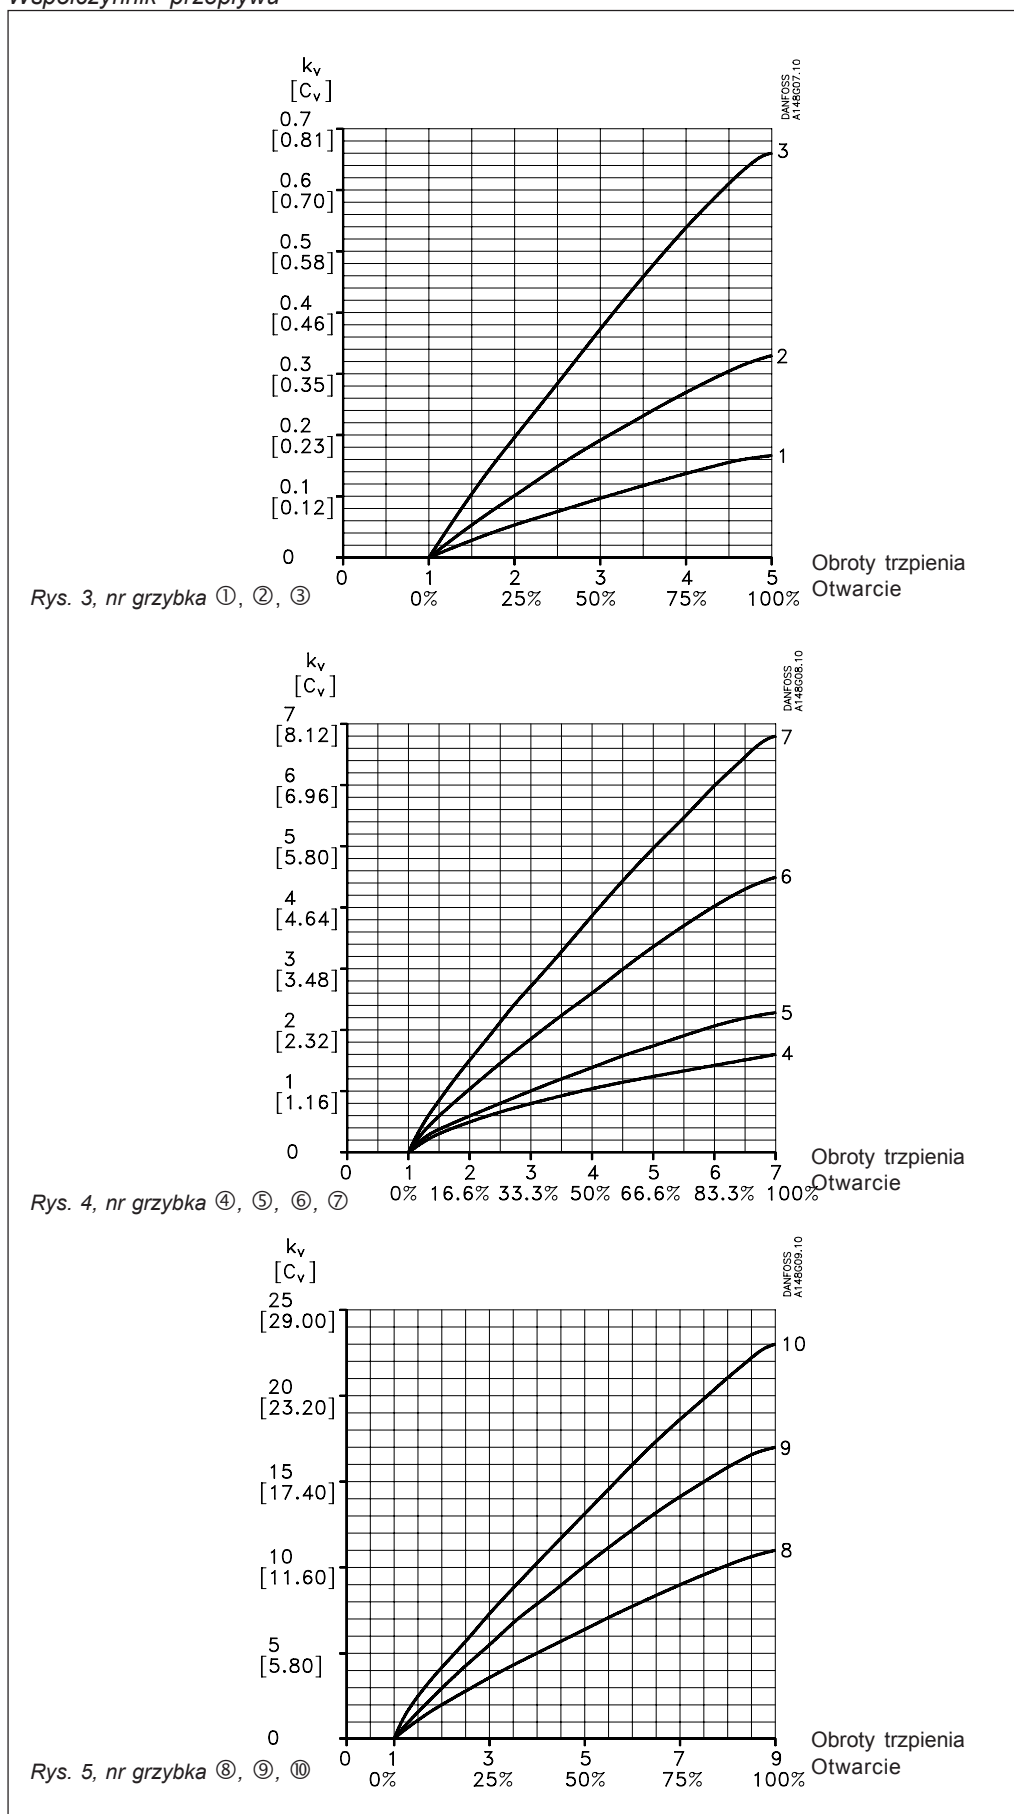 Współczynnik przepływu
kᵥ
[Cᵥ]
DANFOSS
A148G07.10
0.7
[0.81]
3
0.6
[0.70]
0.5
[0.58]
0.4
[0.46]
0.3
[0.35]
2
0.2
[0.23]
1
0.1
[0.12]
0
0 1 2 3 4 5 Obroty trzpienia
0% 25% 50% 75% 100% Otwarcie
Rys. 3, nr grzybka ①, ②, ③
kᵥ
[Cᵥ]
DANFOSS
A148G08.10
7
[8.12]
7
6
[6.96]
5
[5.80]
6
4
[4.64]
3
[3.48]
5
2
[2.32]
4
1
[1.16]
0
0 1 2 3 4 5 6 7 Obroty trzpienia
0% 16.6% 33.3% 50% 66.6% 83.3% 100% Otwarcie
Rys. 4, nr grzybka ④, ⑤, ⑥, ⑦
kᵥ
[Cᵥ]
DANFOSS
A148G09.10
25
[29.00]
10
20
[23.20]
9
15
[17.40]
8
10
[11.60]
5
[5.80]
0
0 1 3 5 7 9 Obroty trzpienia
0% 25% 50% 75% 100% Otwarcie
Rys. 5, nr grzybka ⑧, ⑨, ⑩